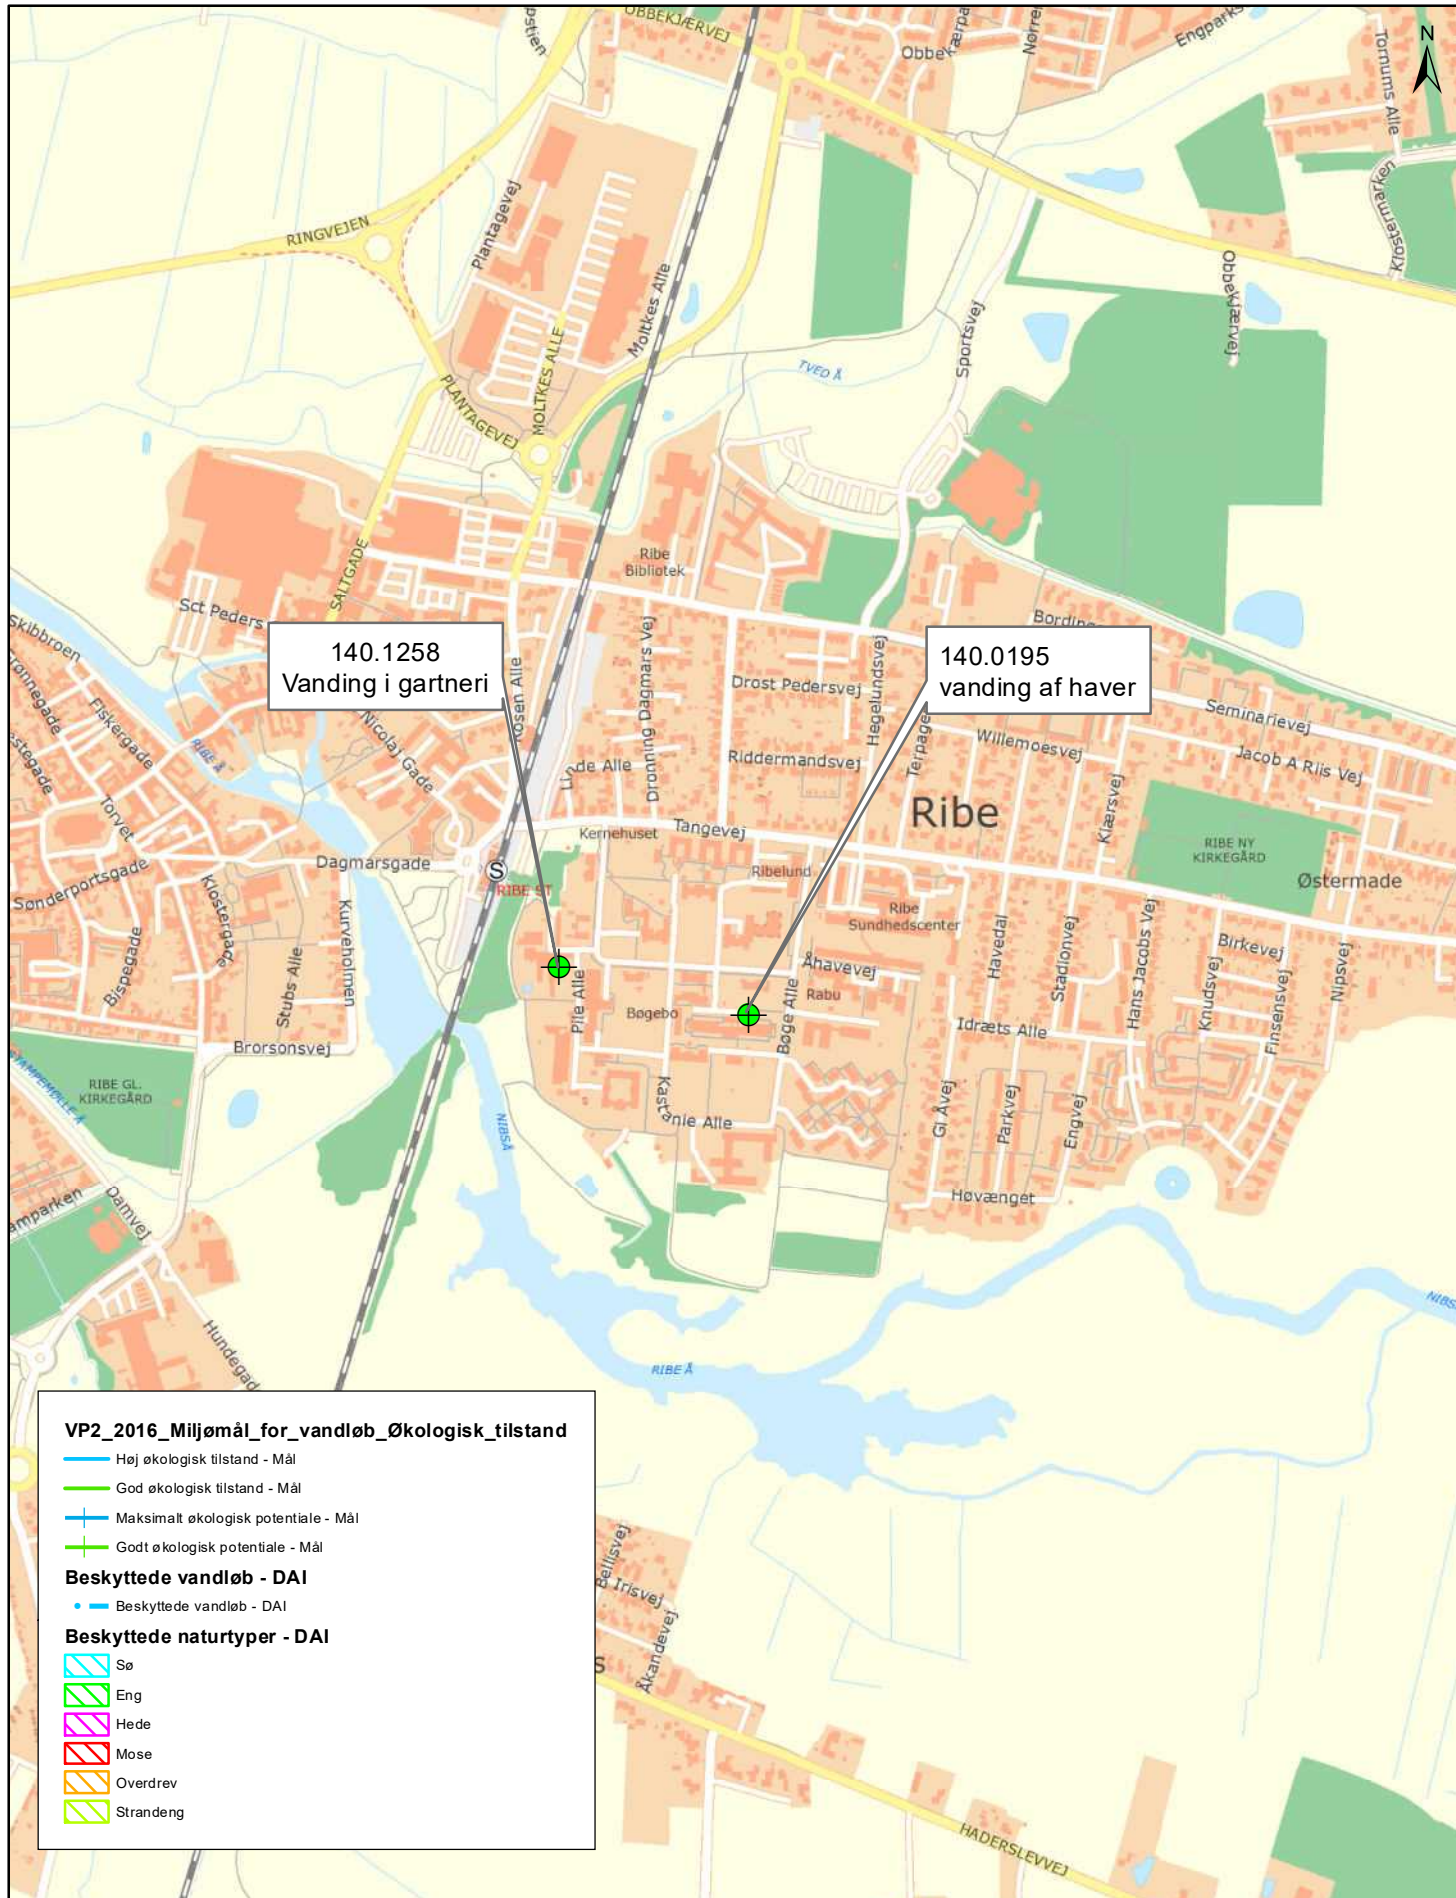 OBBEKJÆRVEJ
Engparks
N
Tornums Alle
Klostermarken
Plantagevej
RINGVEJEN
Moltkes Alle
Obbekjærvej
MOLTKES ALLE
Sportsvej
TVED Å
PLANTAGEVEJ
SALTGADE
Ribe
Bibliotek
Sct Peders
Skibbroen
140.1258
Vanding i gartneri
140.0195
vanding af haver
Rosen Alle
Dronning Dagmars Vej
Drost Pedersvej
Hegelundsvej
Seminarievej
Fiskergade
Nicolaj Gade
RIBE Å
Willemoesvej
Jacob A Riis Vej
Riddermandsvej
Linde Alle
Torvet
Ribe
Klærsvej
Kernehuset
Tangevej
RIBE NY
KIRKEGÅRD
Dagmarsgade
S
RIBE ST
Ribelund
Østermade
Sønderportsgade
Klostergade
Kurveholmen
Ribe
Sundhedscenter
Havedal
Stadionvej
Hans Jacobs Vej
Birkevej
Knudsvej
Finsensvej
Nipsvej
Bispegade
Stubs Alle
Åhavevej
Pile Alle
Bøgebo
Rabu
Bøge Alle
Idræts Alle
Brorsonsvej
RIBE GL.
KIRKEGÅRD
STAMPEMØLLE Å
NIBSÅ
Kastanie Alle
Gl Åvej
Parkvej
Engvej
Høvænget
Damvej
Hundegade
RIBE Å
VP2_2016_Miljømål_for_vandløb_Økologisk_tilstand
Høj økologisk tilstand - Mål
God økologisk tilstand - Mål
Maksimalt økologisk potentiale - Mål
Godt økologisk potentiale - Mål
Beskyttede vandløb - DAI
Beskyttede vandløb - DAI
Beskyttede naturtyper - DAI
Sø
Eng
Hede
Mose
Overdrev
Strandeng
Bellisvej
Irisvej
Åkandevej
HADERSLEVVEJ